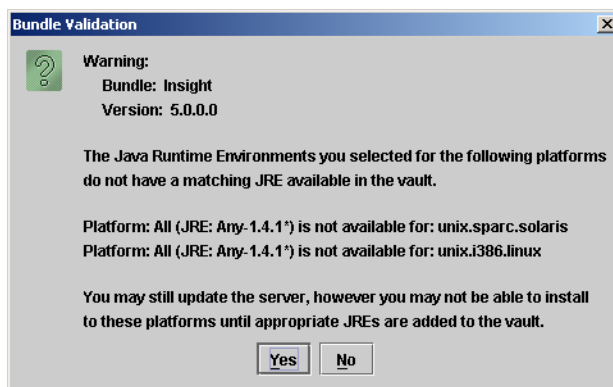 Bundle Validation
Warning:
Bundle: Insight
Version: 5.0.0.0
The Java Runtime Environments you selected for the following platforms
do not have a matching JRE available in the vault.
Platform: All (JRE: Any-1.4.1*) is not available for: unix.sparc.solaris
Platform: All (JRE: Any-1.4.1*) is not available for: unix.i386.linux
You may still update the server, however you may not be able to install
to these platforms until appropriate JREs are added to the vault.
Yes No